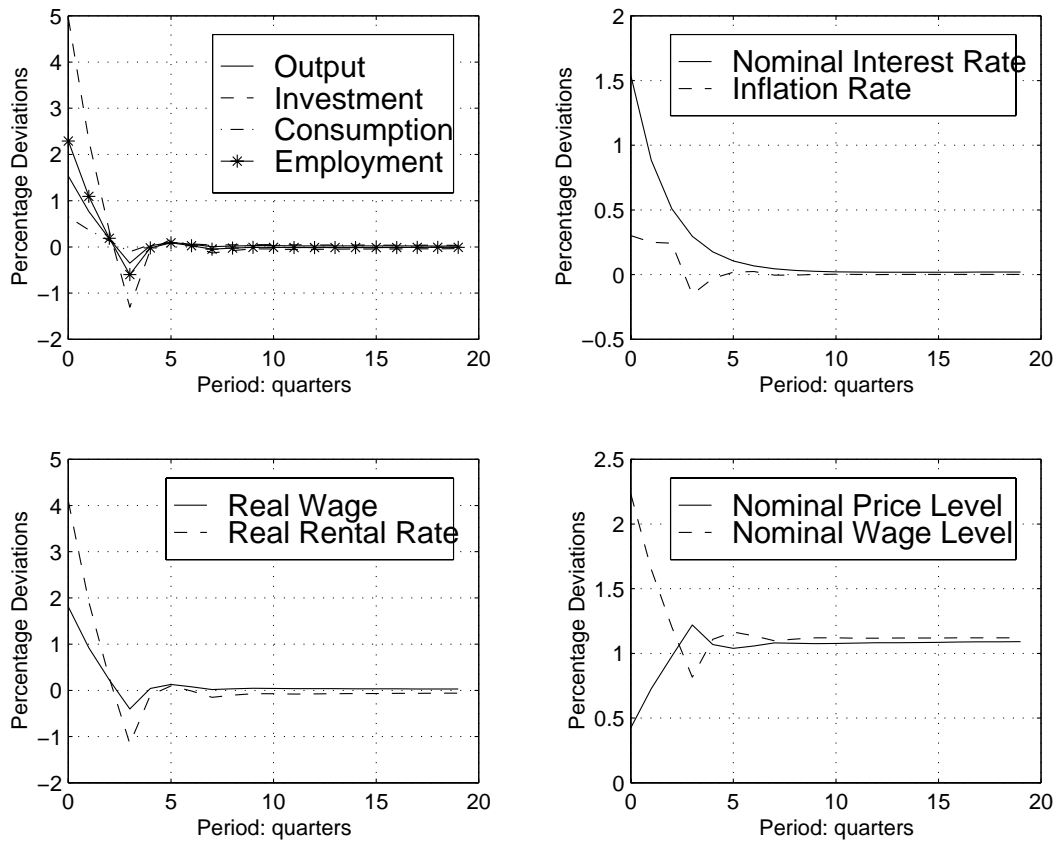 5
4
3
2
1
0
−1
−2
Percentage Deviations
Output
Investment
Consumption
Employment
0 5 10 15 20
Period: quarters
2
1.5
1
0.5
0
−0.5
Percentage Deviations
Nominal Interest Rate
Inflation Rate
0 5 10 15 20
Period: quarters
5
4
3
2
1
0
−1
−2
Percentage Deviations
Real Wage
Real Rental Rate
0 5 10 15 20
Period: quarters
2.5
2
1.5
1
0.5
0
Percentage Deviations
Nominal Price Level
Nominal Wage Level
0 5 10 15 20
Period: quarters